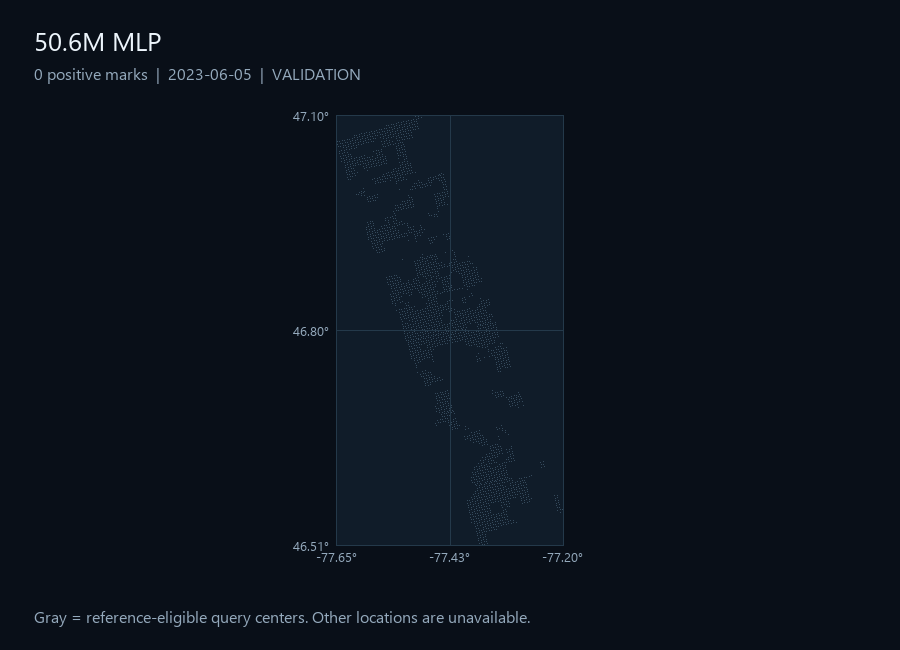 50.6M MLP
0 positive marks | 2023-06-05 | VALIDATION
47.10°
46.80°
46.51°
-77.65°
-77.43°
-77.20°
Gray = reference-eligible query centers. Other locations are unavailable.